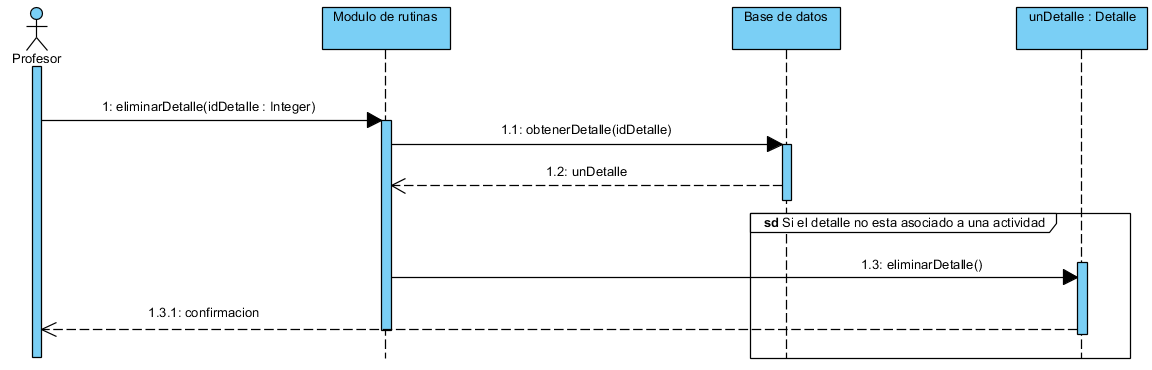 Modulo de rutinas
Base de datos
unDetalle : Detalle
Profesor
1: eliminarDetalle(idDetalle : Integer)
1.1: obtenerDetalle(idDetalle)
1.2: unDetalle
sd Si el detalle no esta asociado a una actividad
1.3: eliminarDetalle()
1.3.1: confirmacion